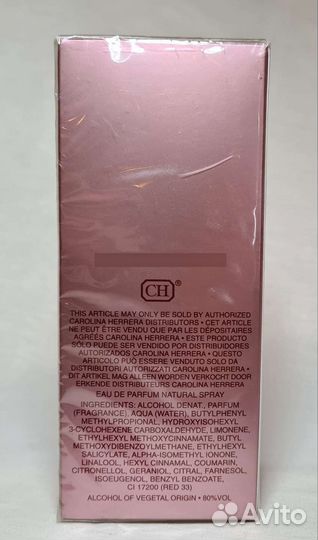 CH®
THIS ARTICLE MAY ONLY BE SOLD BY AUTHORIZED
CAROLINA HERRERA DISTRIBUTORS • CET ARTICLE
NE PEUT ÊTRE VENDU QUE PAR LES DÉPOSITAIRES
AGRÉÉS CAROLINA HERRERA • ESTE PRODUCTO
SÓLO PUEDE SER VENDIDO POR DISTRIBUIDORES
AUTORIZADOS CAROLINA HERRERA • QUESTO
ARTICOLO PUÓ ESSERE VENDUTO SOLO DA
DISTRIBUTORI AUTORIZZATI CAROLINA HERRERA •
DIT ARTIKEL MAG ALLEEN WORDEN VERKOCHT DOOR
ERKENDE DISTRIBUTEURS CAROLINA HERRERA
EAU DE PARFUM NATURAL SPRAY
INGREDIENTS: ALCOHOL DENAT., PARFUM
(FRAGRANCE), AQUA (WATER), BUTYLPHENYL
METHYLPROPIONAL, HYDROXYISOHEXYL
3-CYCLOHEXENE CARBOXALDEHYDE, LIMONENE,
ETHYLHEXYL METHOXYCINNAMATE, BUTYL
METHOXYDIBENZOYLMETHANE, ETHYLHEXYL
SALICYLATE, ALPHA-ISOMETHYL IONONE,
LINALOOL, HEXYL CINNAMAL, COUMARIN,
CITRONELLOL, GERANIOL, CITRAL, FARNESOL,
ISOEUGENOL, BENZYL BENZOATE,
CI 17200 (RED 33)
ALCOHOL OF VEGETAL ORIGIN • 80%VOL
Avito